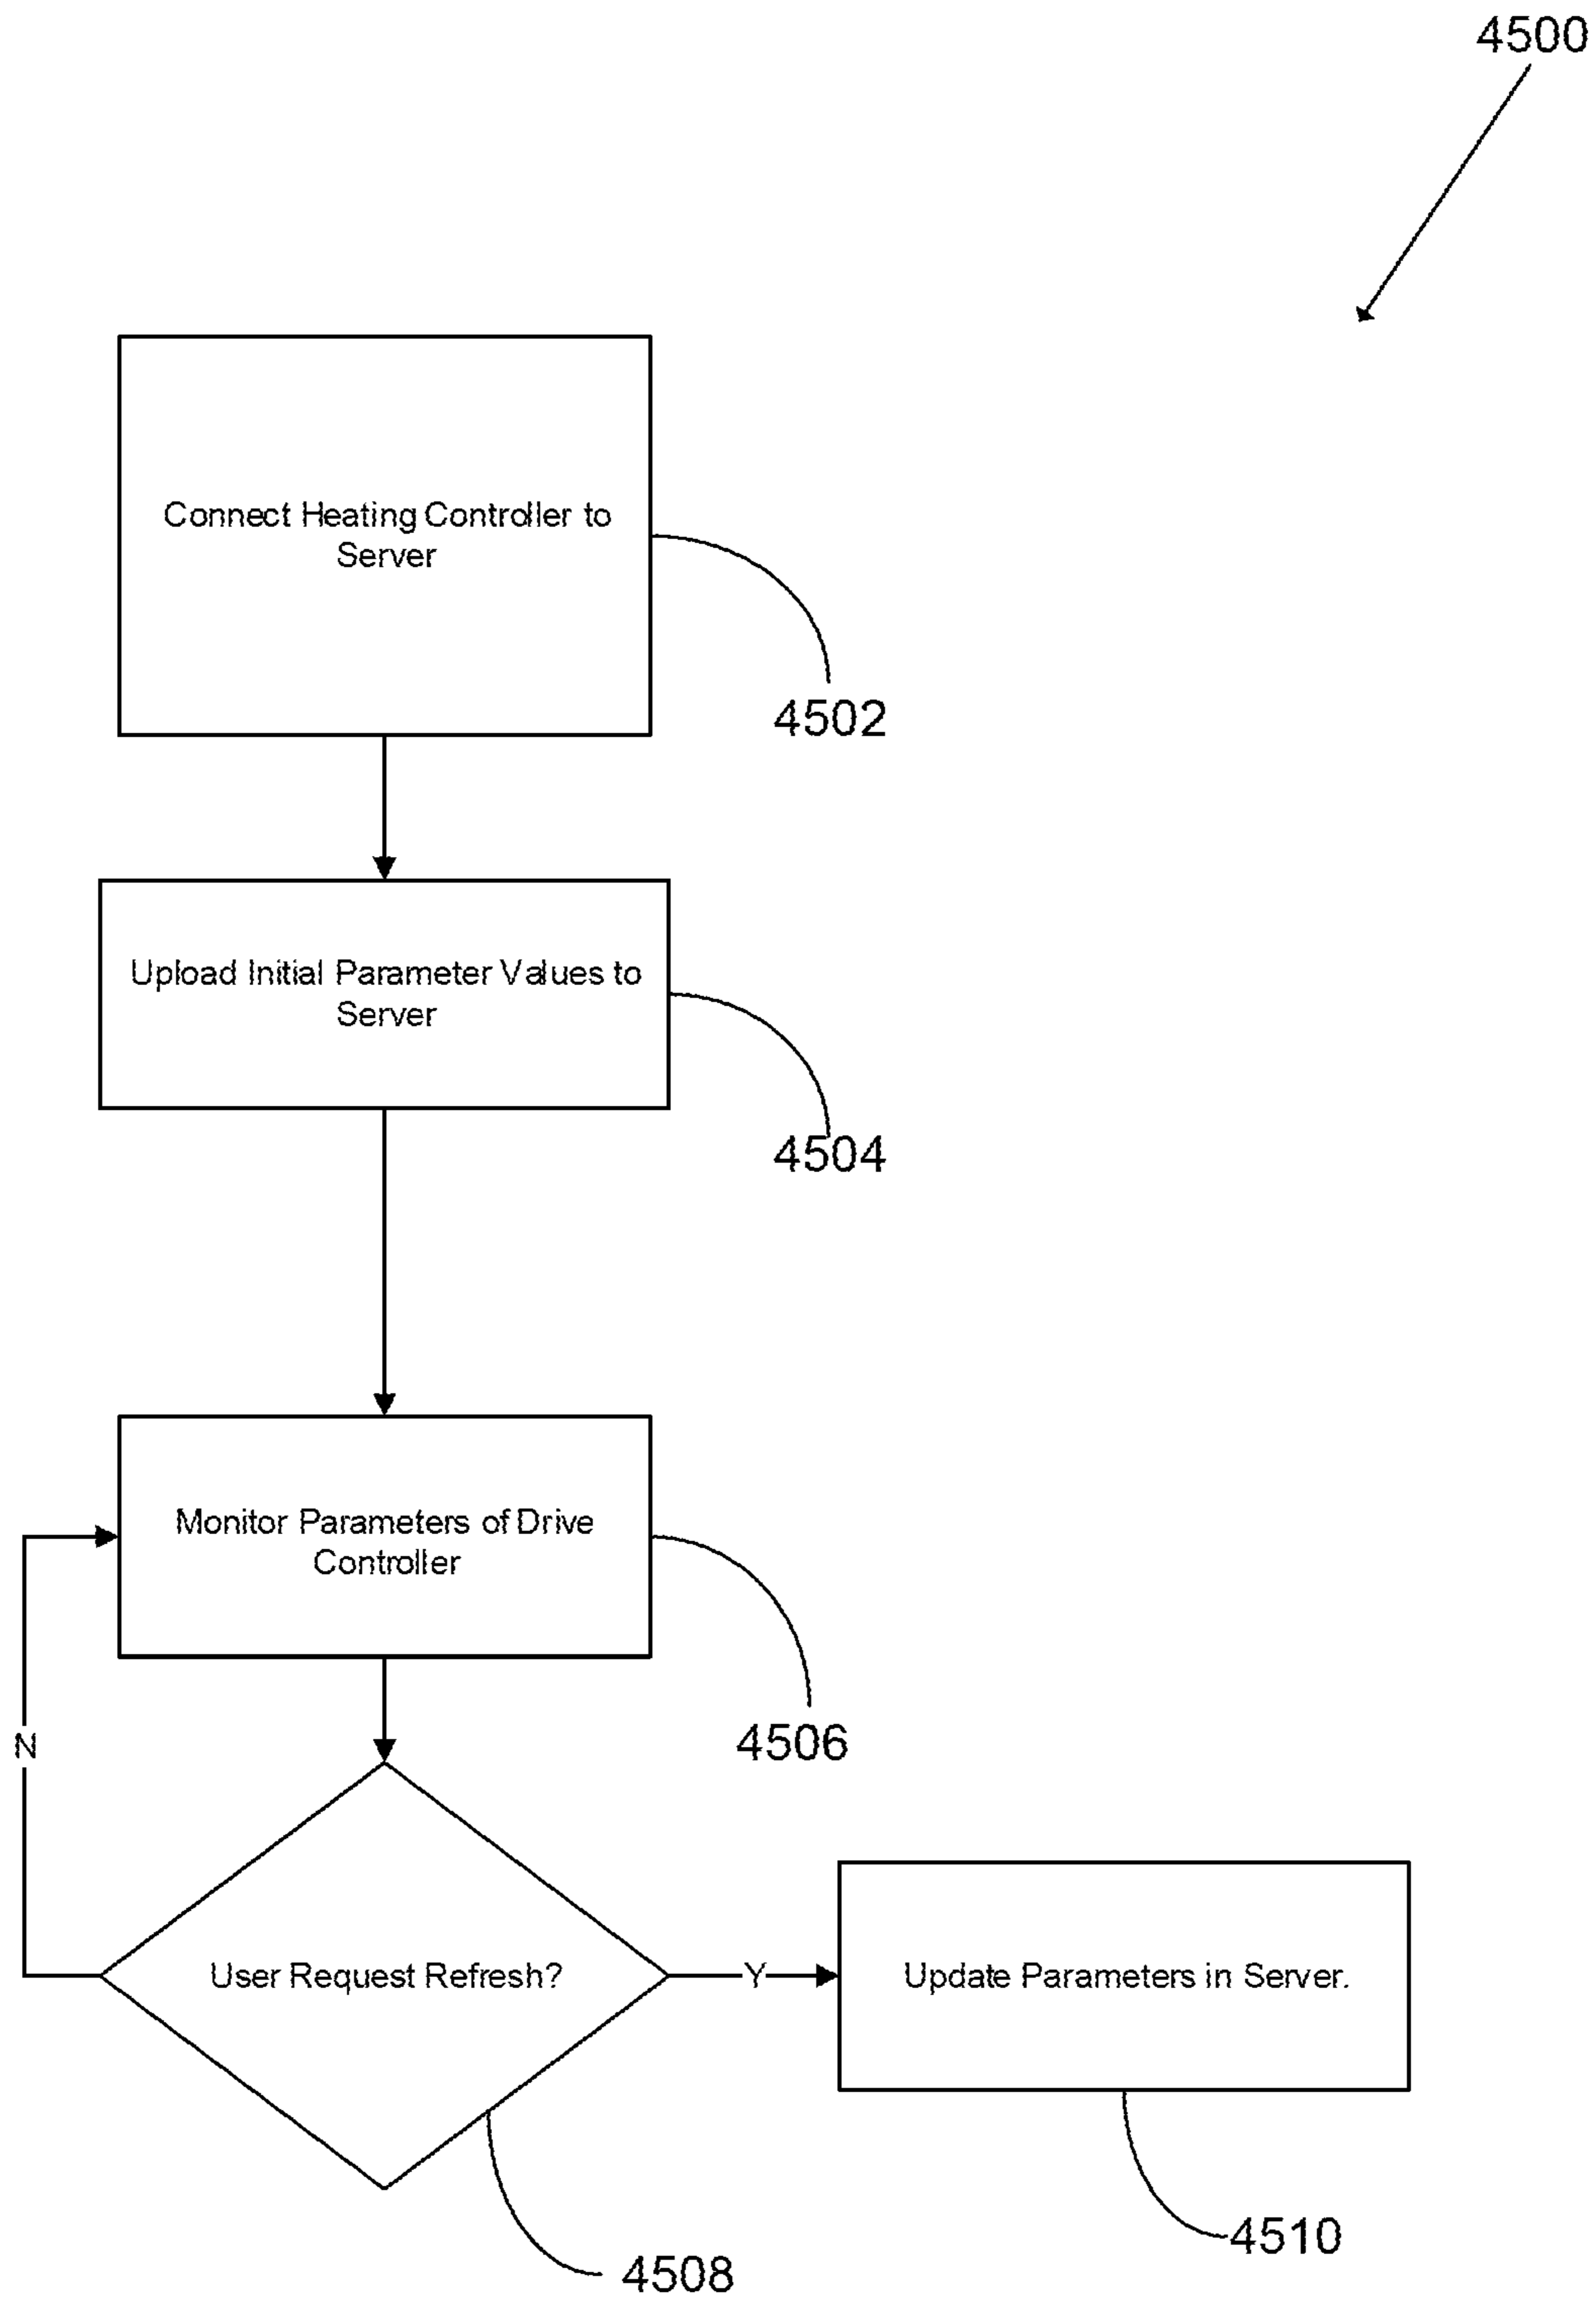 4500
Connect Heating Controller to
Server
4502
Upload Initial Parameter Values to
Server
4504
Monitor Parameters of Drive
Controller
4506
N
User Request Refresh?
Y
Update Parameters in Server.
4510
4508